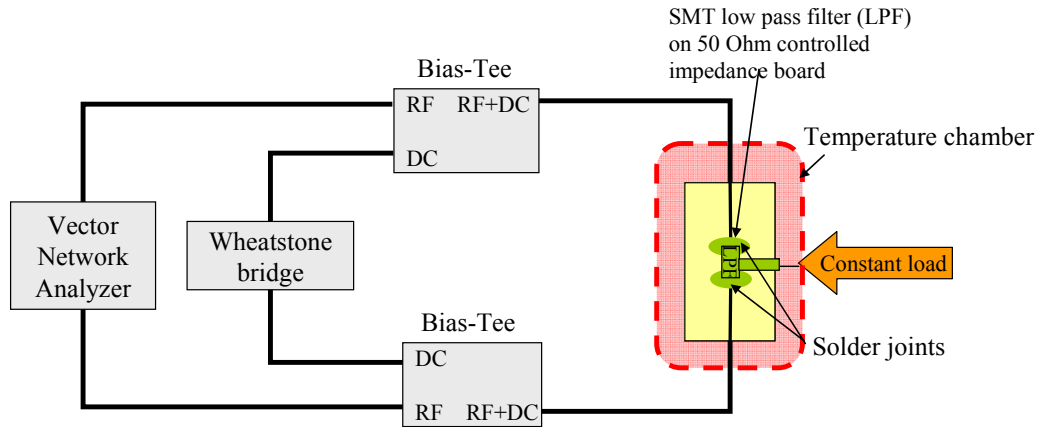 SMT low pass filter (LPF)
on 50 Ohm controlled
impedance board
Bias-Tee
RF RF+DC
DC
Temperature chamber
Vector
Network
Analyzer
Wheatstone
bridge
LPF
Constant load
Bias-Tee
DC
RF RF+DC
Solder joints